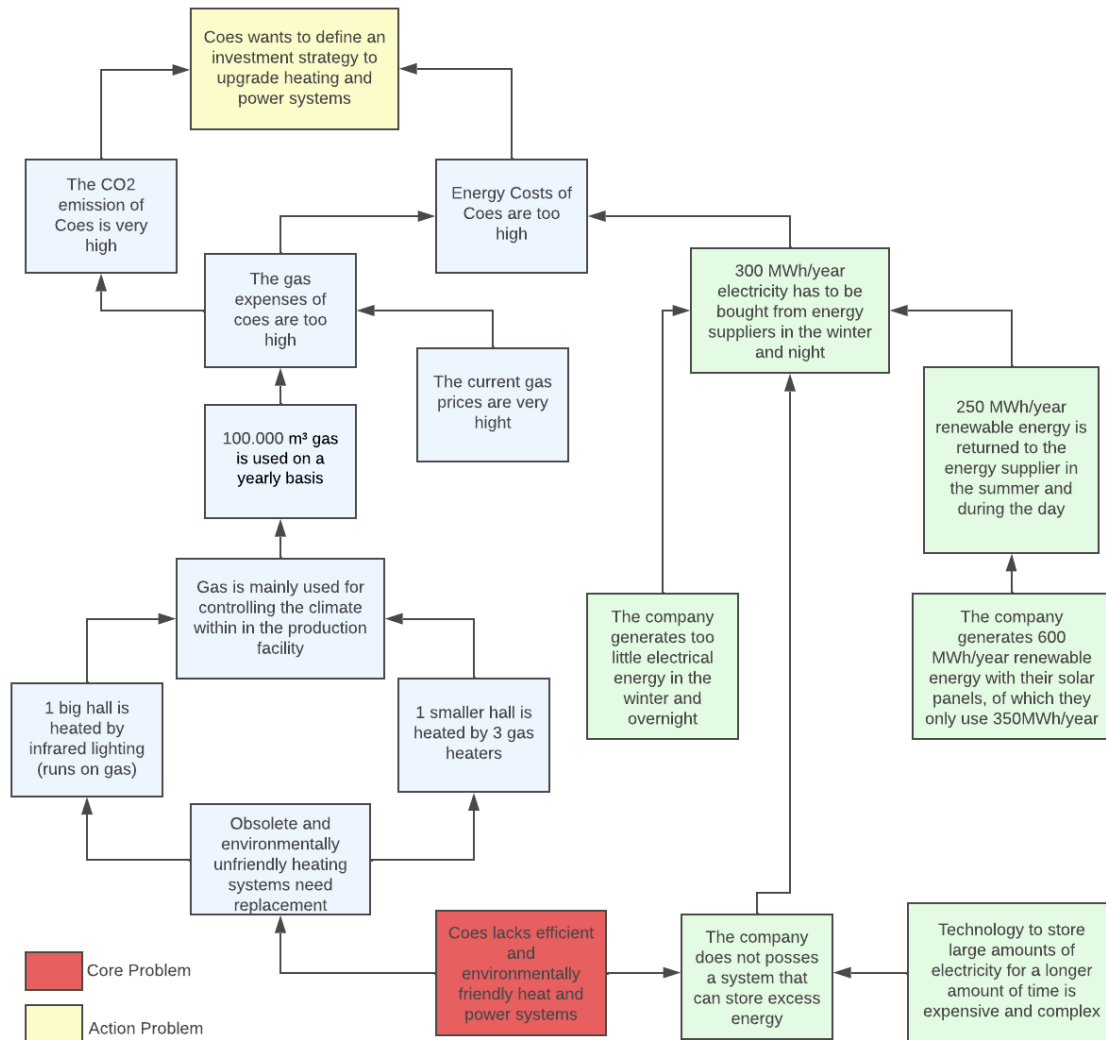 Coes wants to define an
investment strategy to
upgrade heating and
power systems
The CO2
emission of
Coes is very
high
Energy Costs of
Coes are too
high
The gas
expenses of
coes are too
high
300 MWh/year
electricity has to be
bought from energy
suppliers in the winter
and night
The current gas
prices are very
hight
250 MWh/year
renewable energy is
returned to the
energy supplier in
the summer and
during the day
100.000 m³ gas
is used on a
yearly basis
Gas is mainly used for
controlling the climate
within in the production
facility
The company
generates too
little electrical
energy in the
winter and
overnight
The company
generates 600
MWh/year renewable
energy with their solar
panels, of which they
only use 350MWh/year
1 big hall is
heated by
infrared lighting
(runs on gas)
1 smaller hall is
heated by 3 gas
heaters
Obsolete and
environmentally
unfriendly heating
systems need
replacement
Coes lacks efficient
and
environmentally
friendly heat and
power systems
The company
does not posses
a system that
can store excess
energy
Technology to store
large amounts of
electricity for a longer
amount of time is
expensive and complex
Core Problem
Action Problem